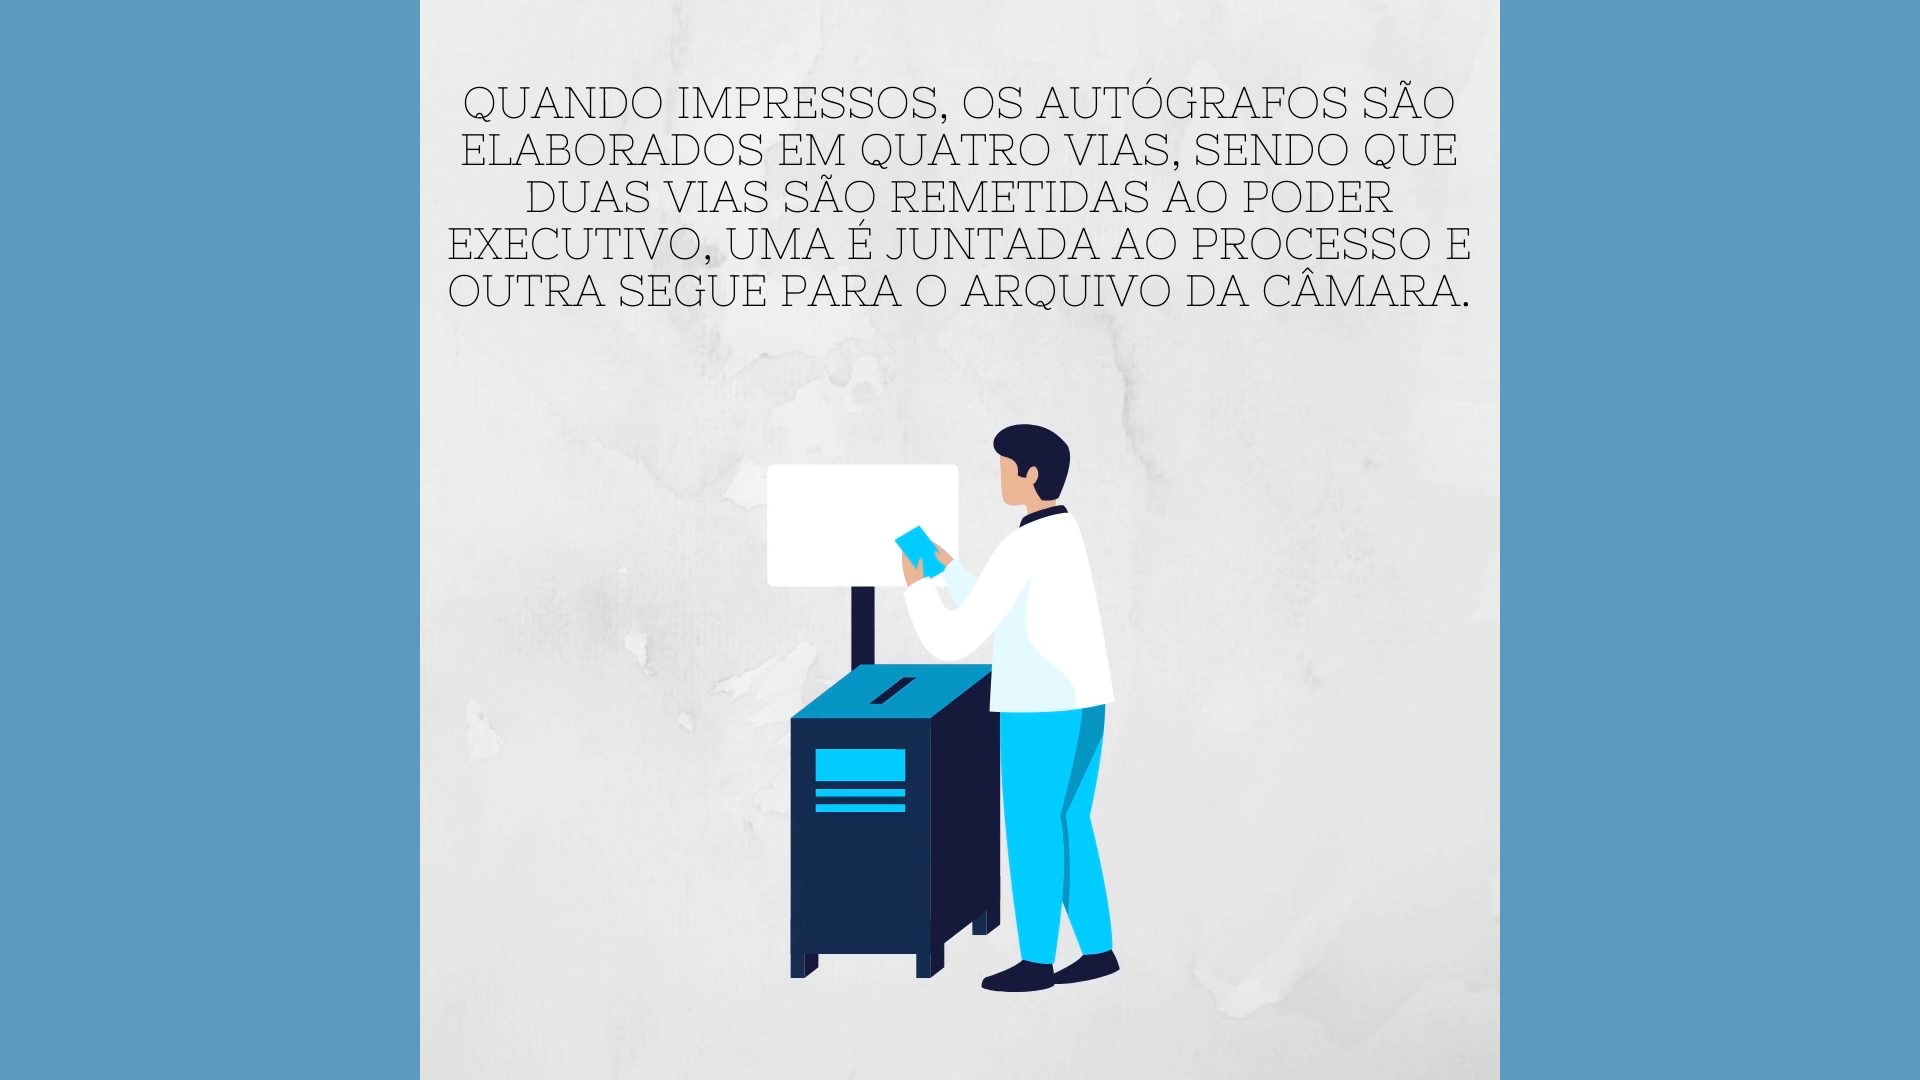 QUANDO IMPRESSOS, OS AUTÓGRAFOS SÃO
ELABORADOS EM QUATRO VIAS, SENDO QUE
DUAS VIAS SÃO REMETIDAS AO PODER
EXECUTIVO, UMA É JUNTADA AO PROCESSO E
OUTRA SEGUE PARA O ARQUIVO DA CÂMARA.